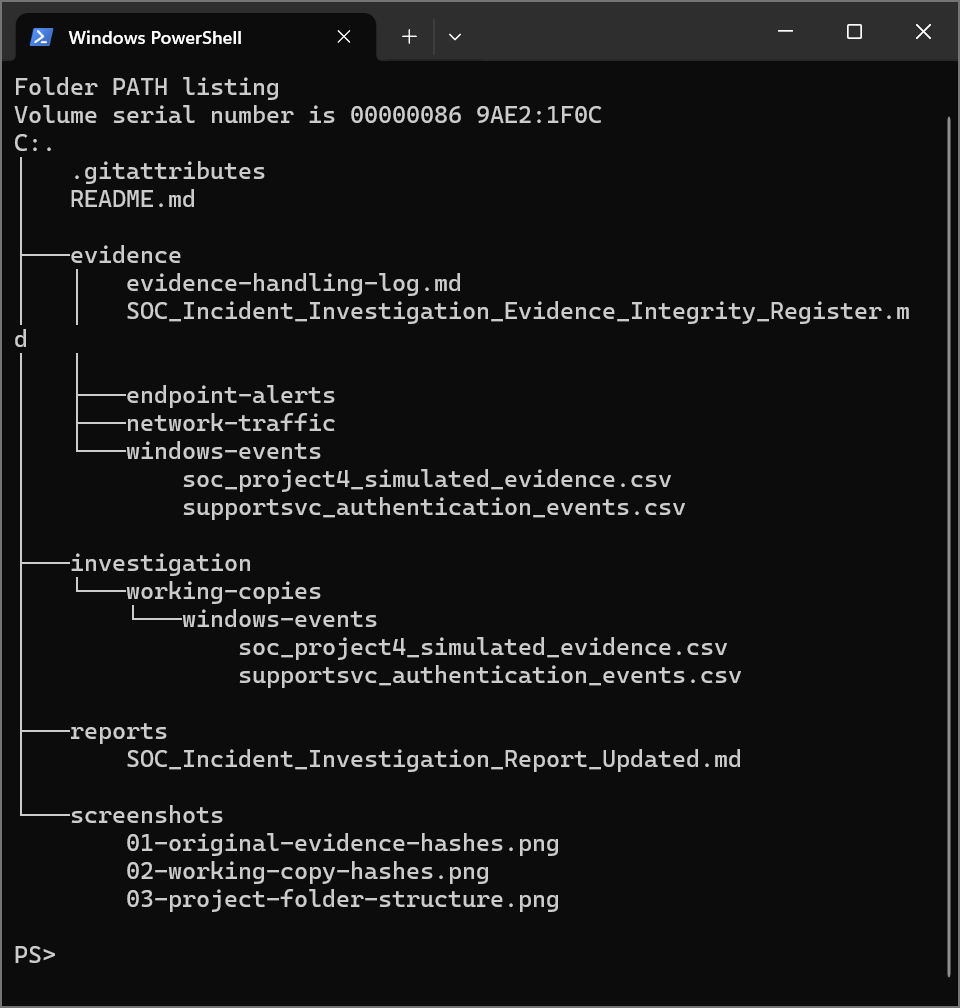 Windows PowerShell
Folder PATH listing
Volume serial number is 00000086 9AE2:1F0C
C:.
.gitattributes
README.md
evidence
evidence-handling-log.md
SOC_Incident_Investigation_Evidence_Integrity_Register.m
d
endpoint-alerts
network-traffic
windows-events
soc_project4_simulated_evidence.csv
supportsvc_authentication_events.csv
investigation
working-copies
windows-events
soc_project4_simulated_evidence.csv
supportsvc_authentication_events.csv
reports
SOC_Incident_Investigation_Report_Updated.md
screenshots
01-original-evidence-hashes.png
02-working-copy-hashes.png
03-project-folder-structure.png
PS>